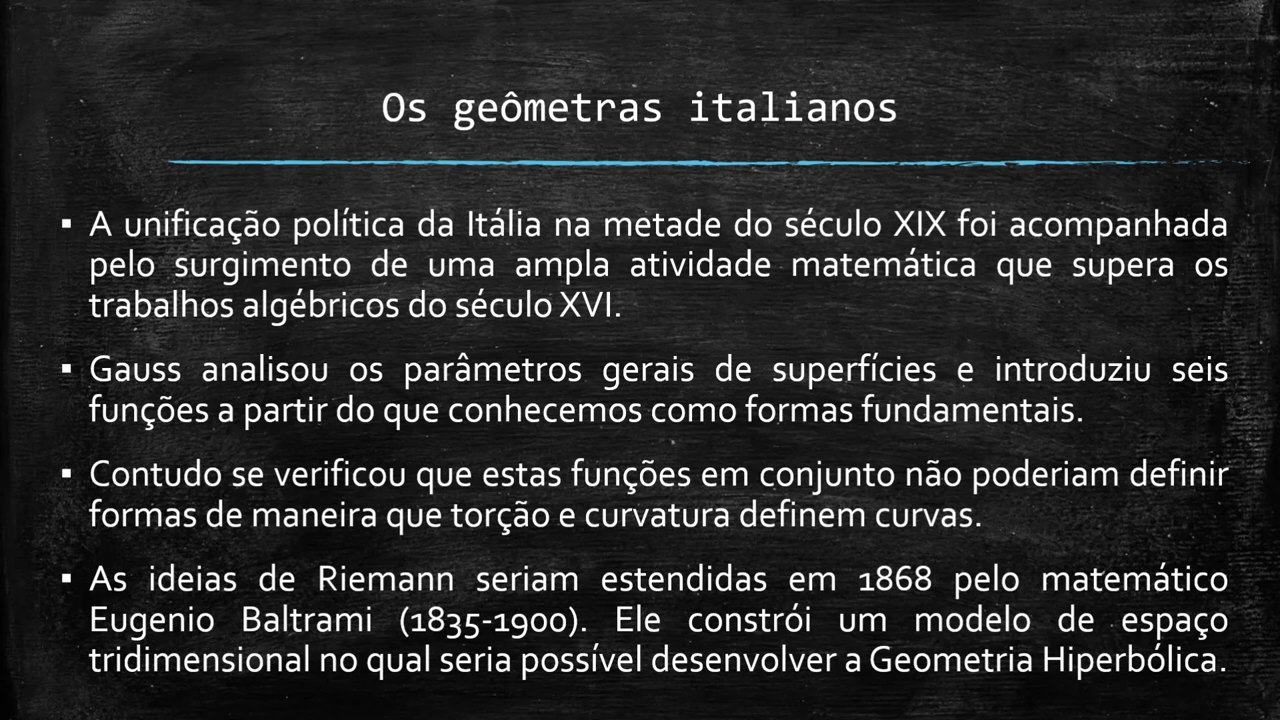 Os geômetras italianos
▪ A unificação política da Itália na metade do século XIX foi acompanhada
pelo surgimento de uma ampla atividade matemática que supera os
trabalhos algébricos do século XVI.
▪ Gauss analisou os parâmetros gerais de superfícies e introduziu seis
funções a partir do que conhecemos como formas fundamentais.
▪ Contudo se verificou que estas funções em conjunto não poderiam definir
formas de maneira que torção e curvatura definem curvas.
▪ As ideias de Riemann seriam estendidas em 1868 pelo matemático
Eugenio Baltrami (1835-1900). Ele constrói um modelo de espaço
tridimensional no qual seria possível desenvolver a Geometria Hiperbólica.